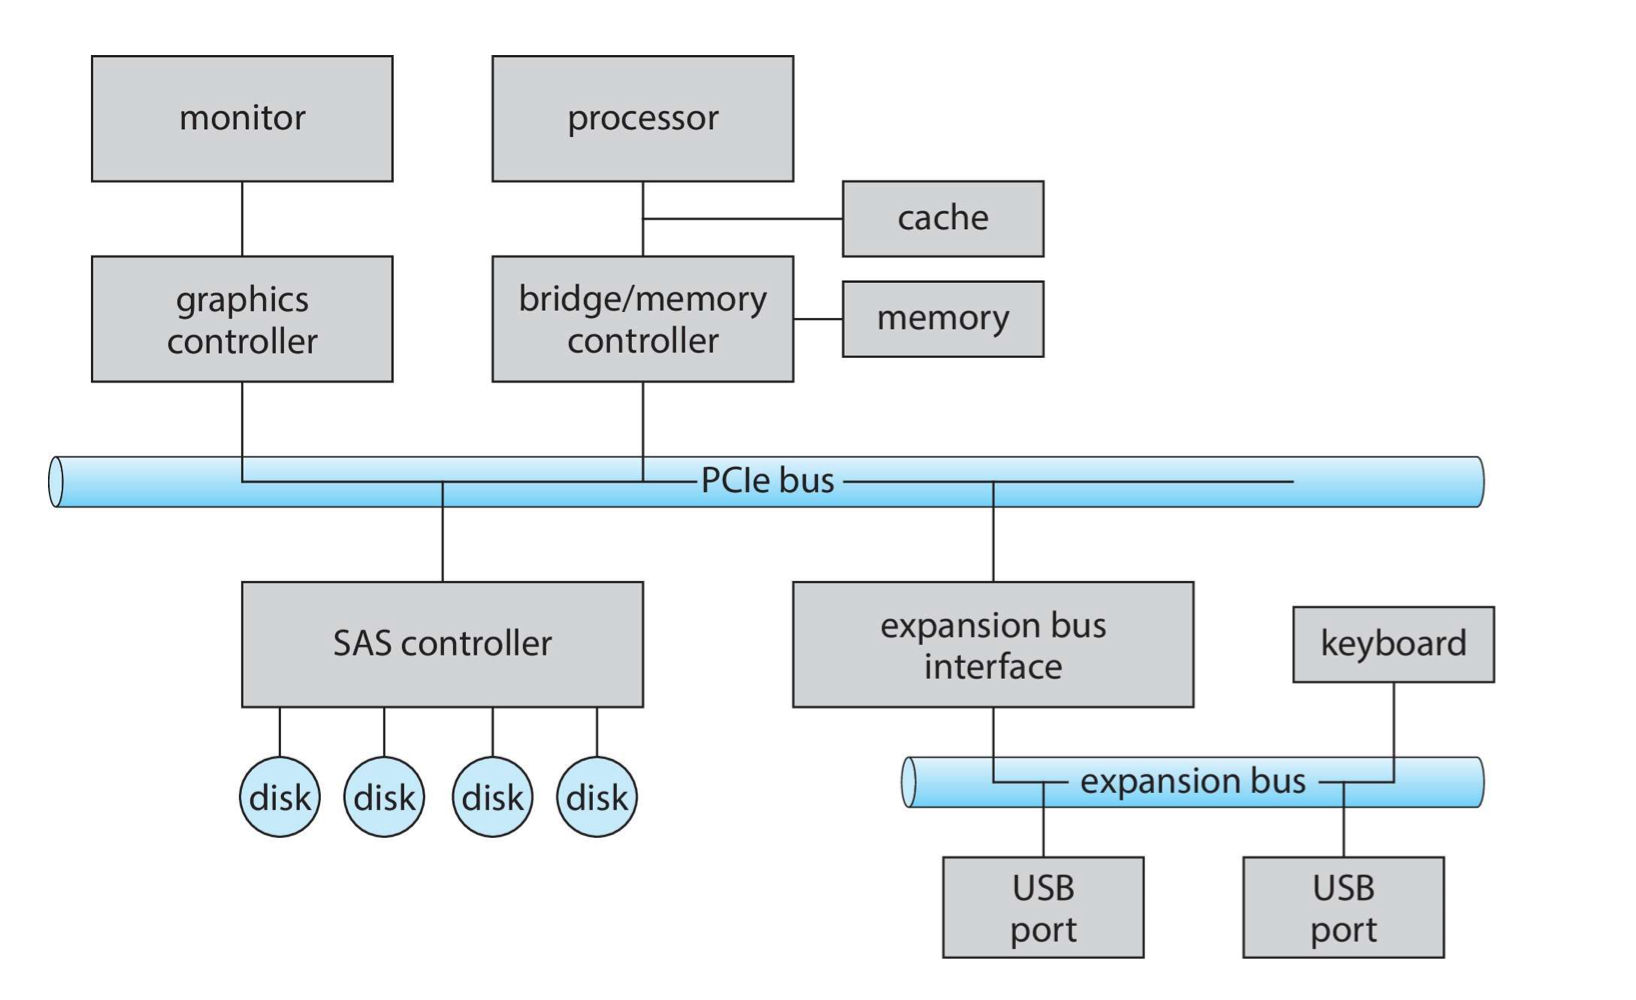 monitor
processor
cache
graphics
controller
bridge/memory
controller
memory
PCIe bus
SAS controller
expansion bus
interface
keyboard
disk
disk
disk
disk
expansion bus
USB
port
USB
port